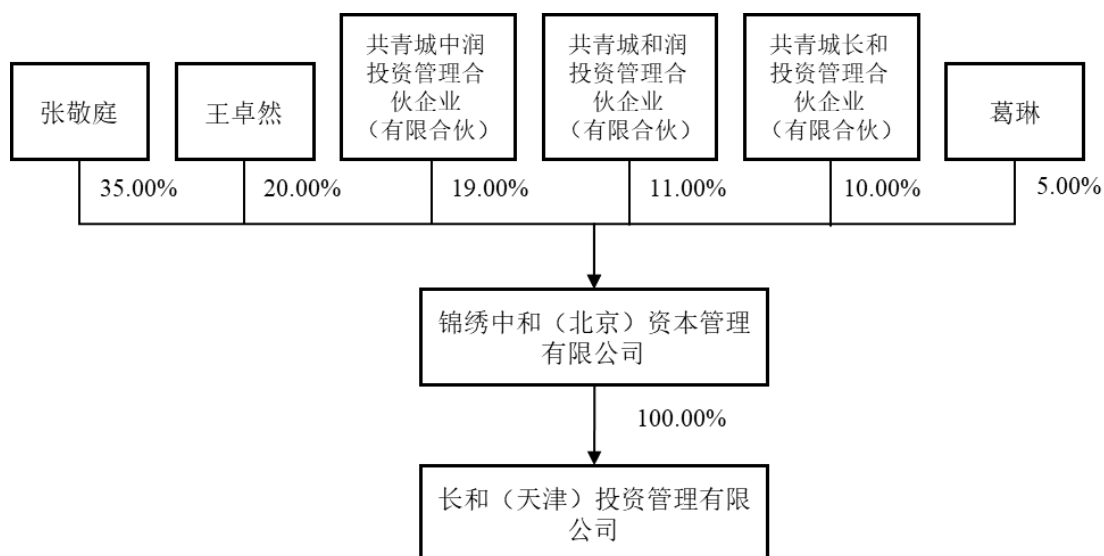 张敬庭
王卓然
共青城中润
投资管理合
伙企业
（有限合伙）
共青城和润
投资管理合
伙企业
（有限合伙）
共青城长和
投资管理合
伙企业
（有限合伙）
葛琳
35.00%
20.00%
19.00%
11.00%
10.00%
5.00%
锦绣中和（北京）资本管理
有限公司
100.00%
长和（天津）投资管理有限
公司